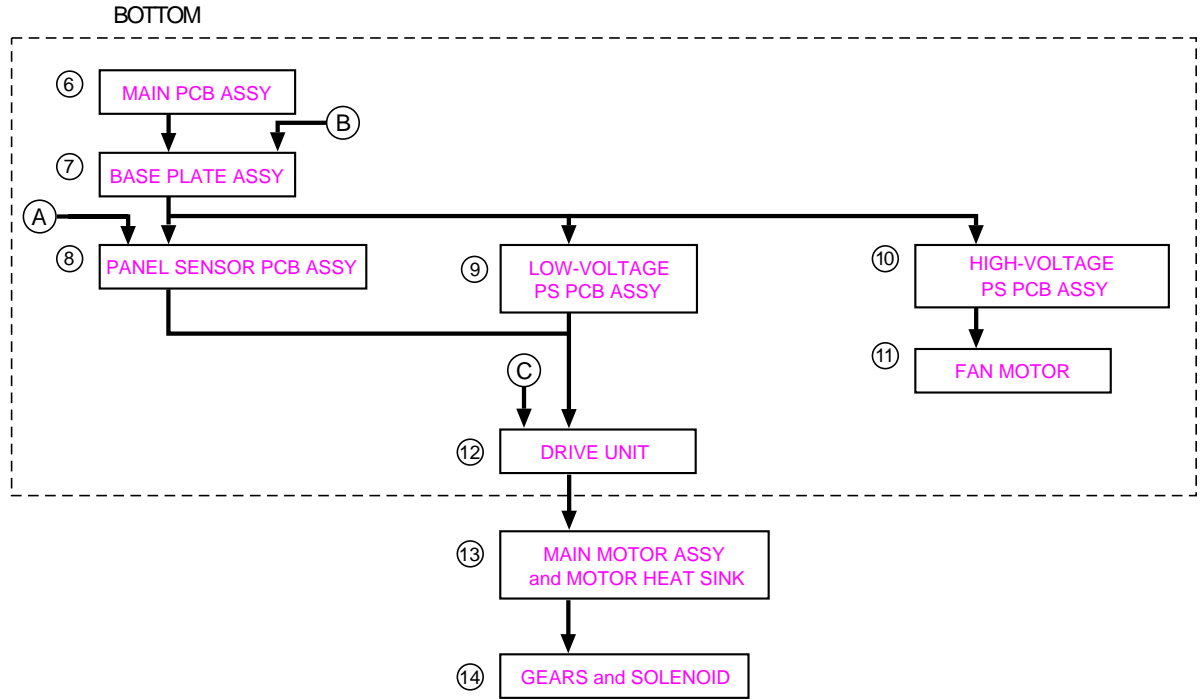 BOTTOM
6
MAIN PCB ASSY
B
7
BASE PLATE ASSY
A
8
PANEL SENSOR PCB ASSY
9
LOW-VOLTAGE
PS PCB ASSY
10
HIGH-VOLTAGE
PS PCB ASSY
11
FAN MOTOR
C
12
DRIVE UNIT
13
MAIN MOTOR ASSY
and MOTOR HEAT SINK
14
GEARS and SOLENOID